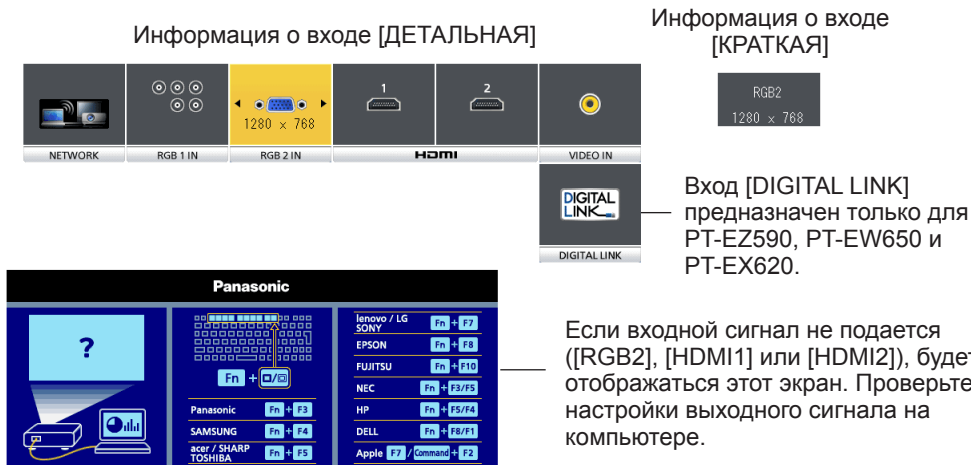 Информация о входе [ДЕТАЛЬНАЯ]
Информация о входе
[КРАТКАЯ]
1
2
1280 × 768
NETWORK
RGB 1 IN
RGB 2 IN
HDMI
VIDEO IN
RGB2
1280 × 768
DIGITAL
LINK
DIGITAL LINK
Вход [DIGITAL LINK]
предназначен только для
PT-EZ590, PT-EW650 и
PT-EX620.
Panasonic
?
Fn +
Panasonic Fn + F3
SAMSUNG Fn + F4
acer / SHARP
TOSHIBA Fn + F5
lenovo / LG
SONY Fn + F7
EPSON Fn + F8
FUJITSU Fn + F10
NEC Fn + F3/F5
HP Fn + F5/F4
DELL Fn + F8/F1
Apple F7 / Command + F2
Если входной сигнал не подается
([RGB2], [HDMI1] или [HDMI2]), будет
отображаться этот экран. Проверьте
настройки выходного сигнала на
компьютере.